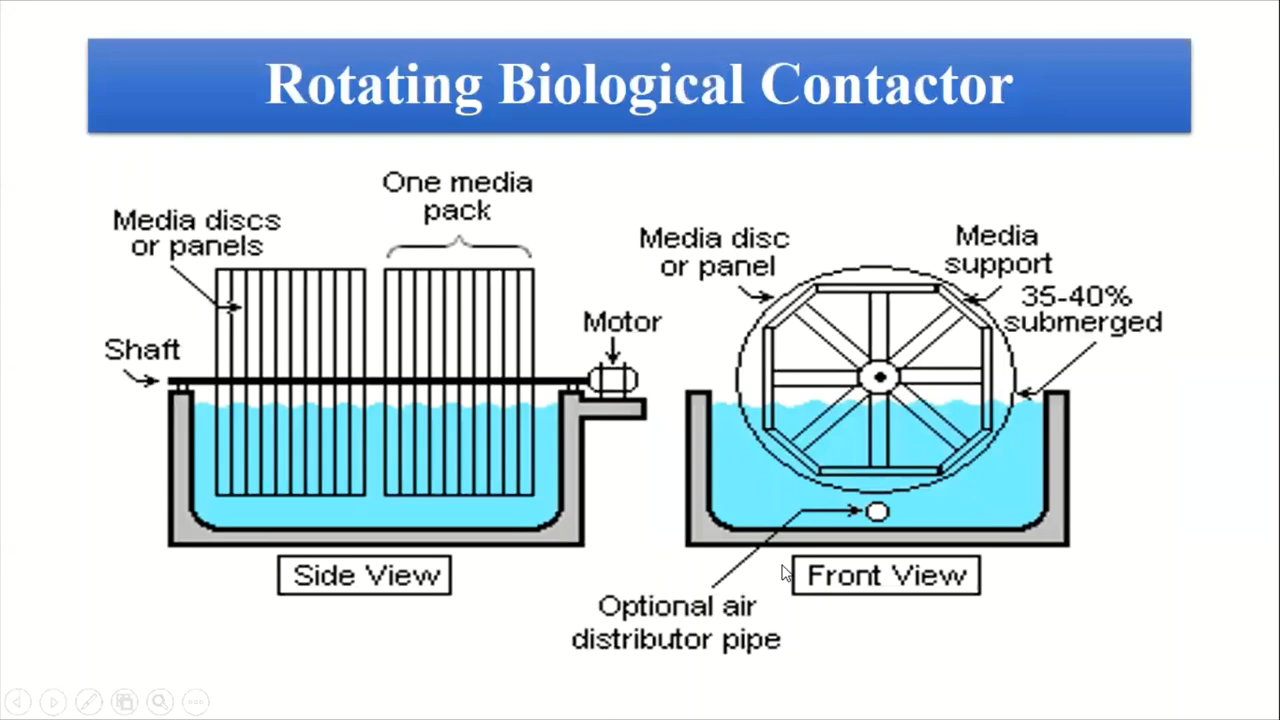 Rotating Biological Contactor
One media
pack
Media discs
or panels
Shaft
Motor
Side View
Media disc
or panel
Media
support
35-40%
submerged
Optional air
distributor pipe
Front View